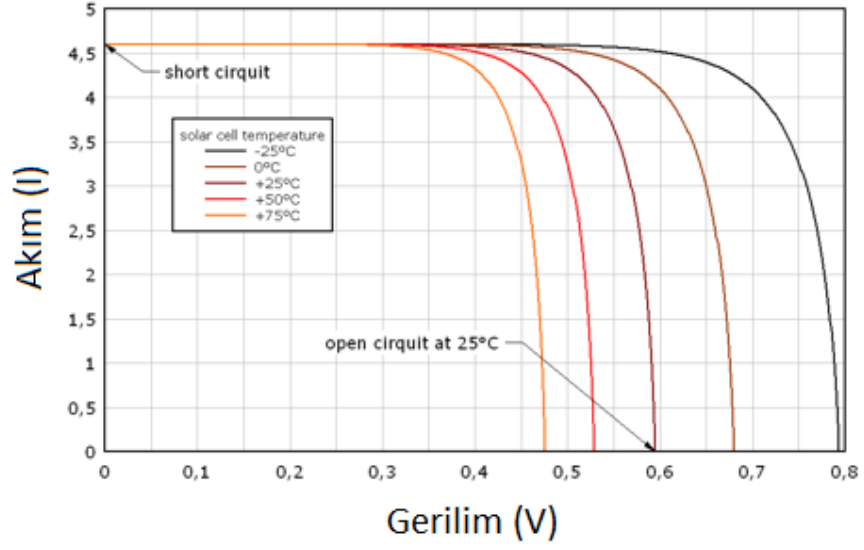 5
4,5
4
3,5
3
2,5
2
1,5
1
0,5
0
Akım (I)
short cirquit
solar cell temperature
-25ºC
0ºC
+25ºC
+50ºC
+75ºC
open cirquit at 25°C
0 0,1 0,2 0,3 0,4 0,5 0,6 0,7 0,8
Gerilim (V)